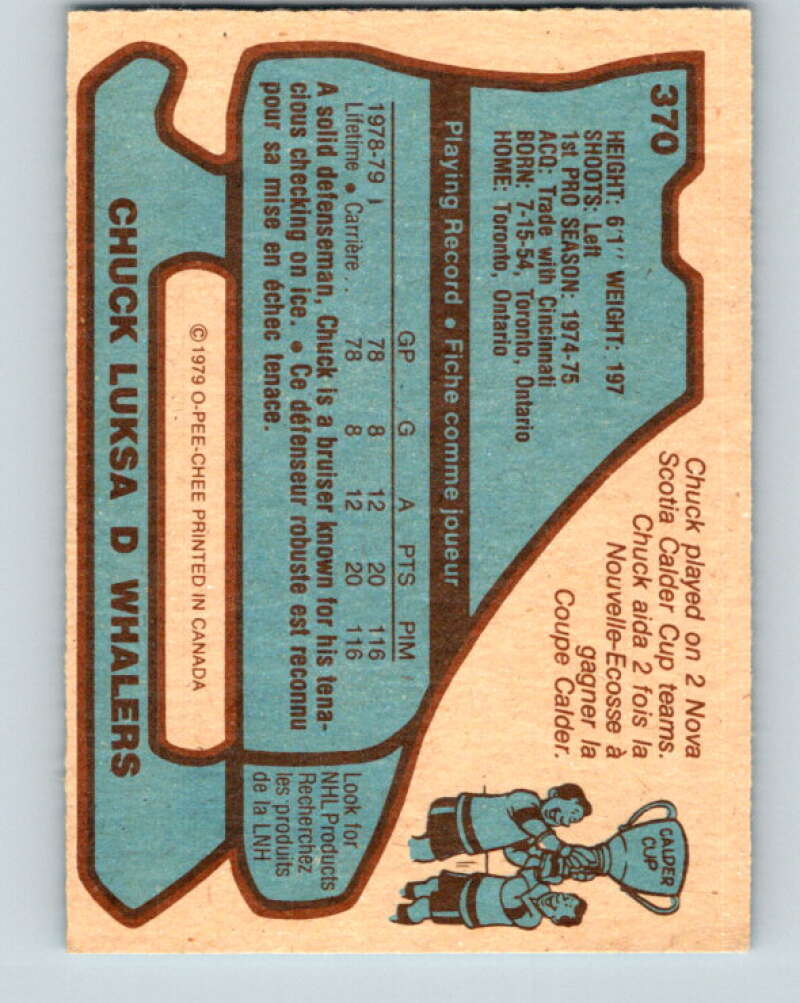 370
HEIGHT: 6'1" WEIGHT: 197
SHOOTS: Left
1st PRO SEASON: 1974-75
ACQ: Trade with Cincinnati
BORN: 7-15-54, Toronto, Ontario
HOME: Toronto, Ontario
Chuck played on 2 Nova
Scotia Calder Cup teams.
Chuck aida 2 fois la
Nouvelle-Ecosse à
gagner la
Coupe Calder.
CALDER
CUP
Playing Record • Fiche comme joueur
GP G A PTS PIM
1978-79 78 8 12 20 116
Lifetime • Carrière .. 78 8 12 20 116
A solid defenseman, Chuck is a bruiser known for his tena-
cious checking on ice. • Ce défenseur robuste est reconnu
pour sa mise en échec tenace.
Look for
NHL Products
Recherchez
les produits
de la LNH
©1979 O-PEE-CHEE PRINTED IN CANADA
CHUCK LUKSA D WHALERS